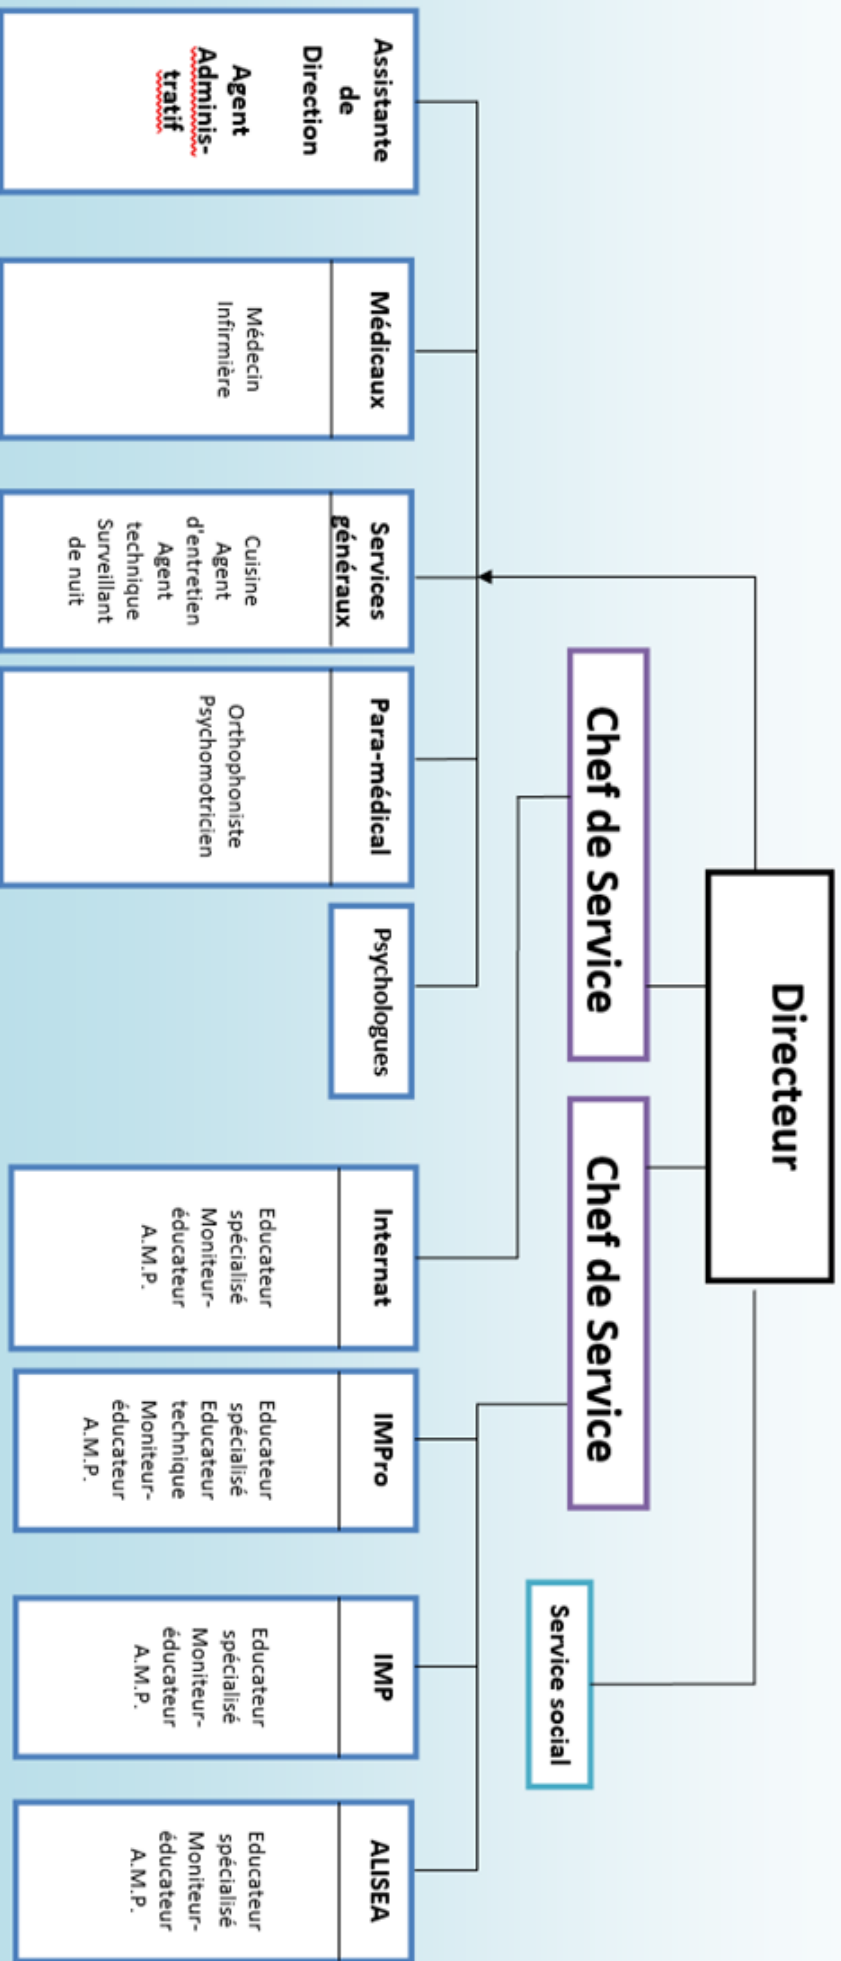 Directeur
Chef de Service
Chef de Service
Service social
Assistante
de
Direction
Agent
Adminis-
tratif
Médicaux
Médecin
Infirmière
Services
généraux
Cuisine
Agent
d'entretien
Agent
technique
Surveillant
de nuit
Para-médical
Orthophoniste
Psychomotricien
Psychologues
Internat
Educateur
spécialisé
Moniteur-
éducateur
A.M.P.
IMPro
Educateur
spécialisé
Educateur
technique
Moniteur-
éducateur
A.M.P.
IMP
Educateur
spécialisé
Moniteur-
éducateur
A.M.P.
ALISEA
Educateur
spécialisé
Moniteur-
éducateur
A.M.P.